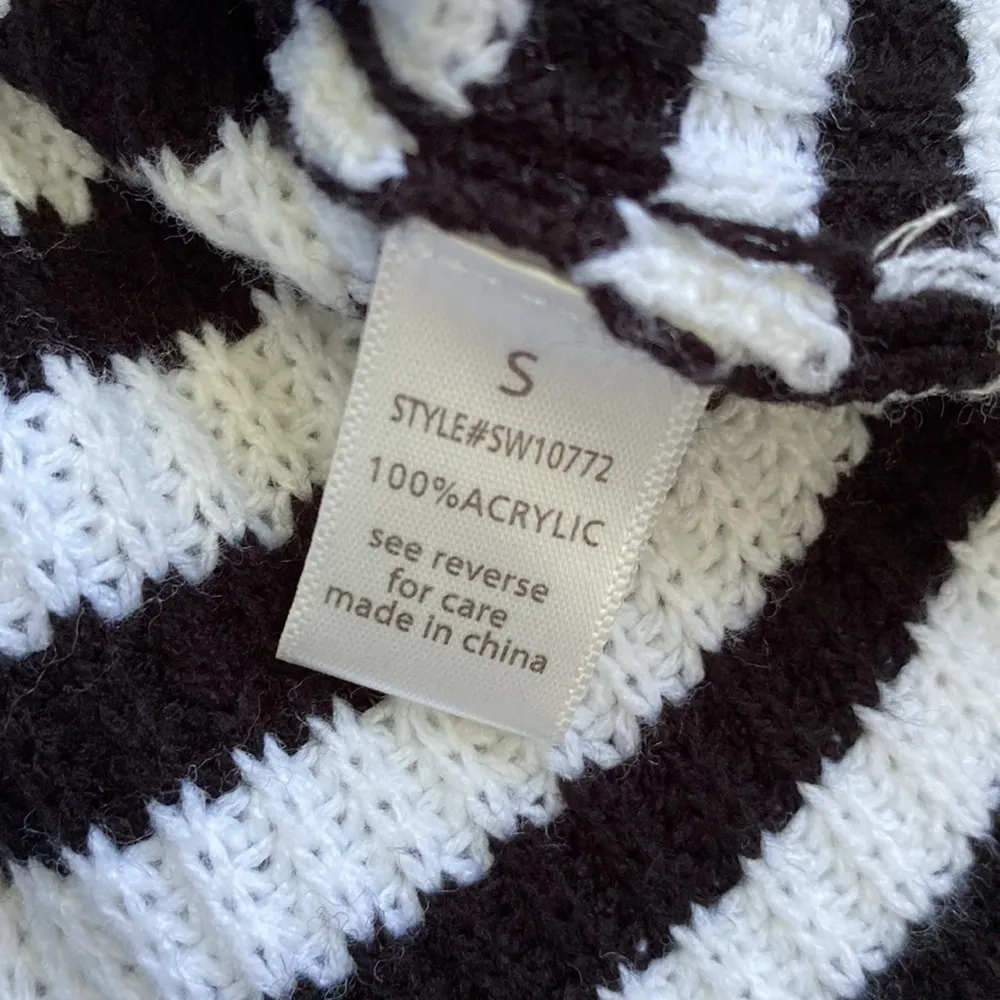 S
STYLE#SW10772
100%ACRYLIC
see reverse
for care
made in china